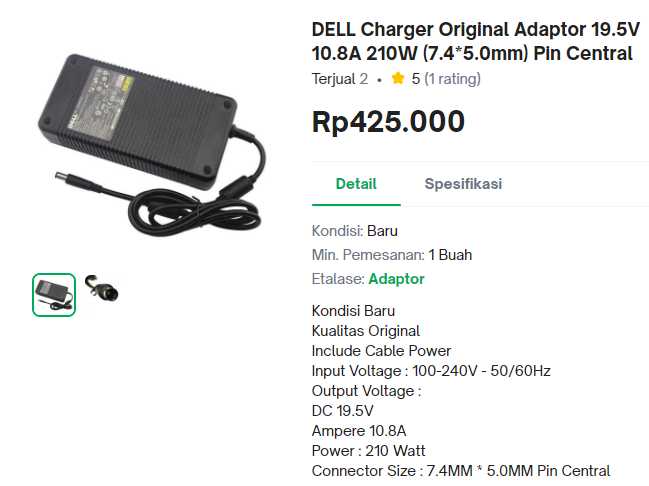 DELL Charger Original Adaptor 19.5V
10.8A 210W (7.4*5.0mm) Pin Central
Terjual 2 • 5 (1 rating)
Rp425.000
Detail Spesifikasi
Kondisi: Baru
Min. Pemesanan: 1 Buah
Etalase: Adaptor
Kondisi Baru
Kualitas Original
Include Cable Power
Input Voltage : 100-240V - 50/60Hz
Output Voltage :
DC 19.5V
Ampere 10.8A
Power : 210 Watt
Connector Size : 7.4MM * 5.0MM Pin Central
DELL